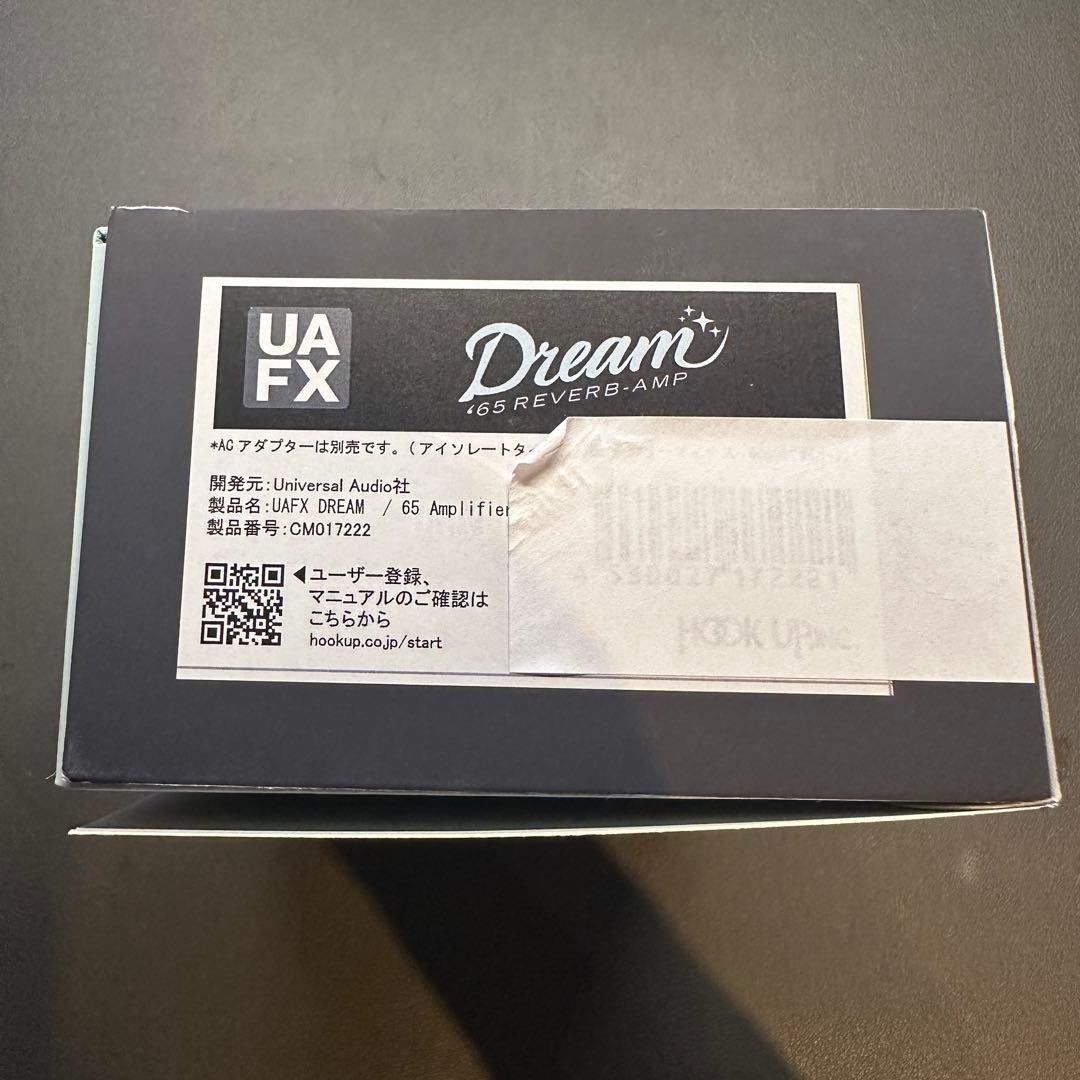 UA
FX
Dream
‘65 REVERB-AMP
*AC アダプターは別売です。(アイソレートタ
開発元:Universal Audio社
製品名:UAFX DREAM / 65 Amplifier
製品番号:CM017222
◀ユーザー登録、
マニュアルのご確認は
こちらから
hookup.co.jp/start
HOOK UP